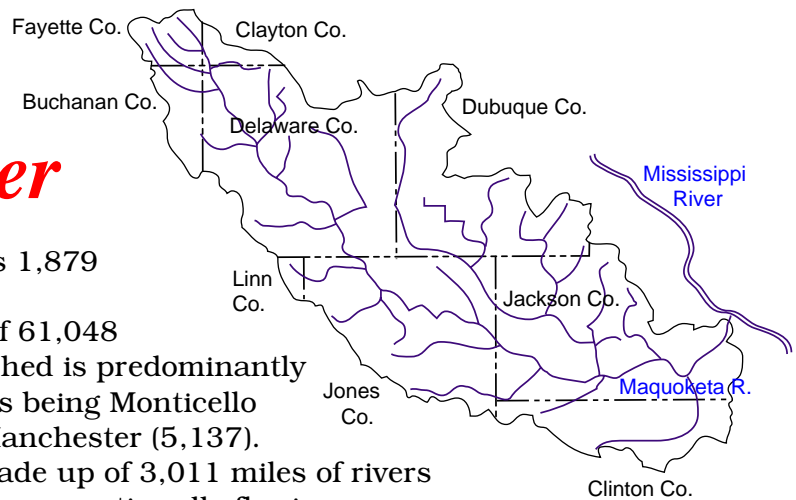 Fayette Co.
Clayton Co.
Buchanan Co.
Delaware Co.
Dubuque Co.
er
Mississippi
River
s 1,879
Linn
Co.
Jackson Co.
f 61,048
hed is predominantly
s being Monticello
Jones
Co.
Maquoketa R.
anchester (5,137).
ade up of 3,011 miles of rivers
Clinton Co.